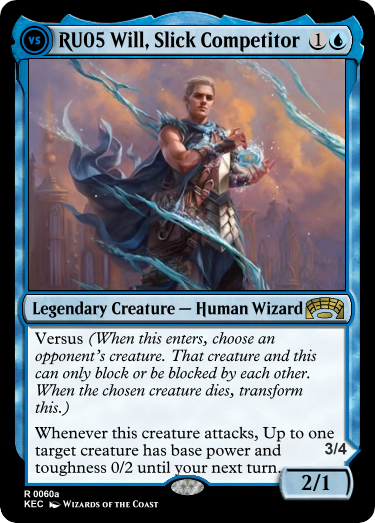 VS RU05 Will, Slick Competitor 1
Legendary Creature — Human Wizard
Versus (When this enters, choose an
opponent's creature. That creature and this
can only block or be blocked by each other.
When the chosen creature dies, transform
this.)
Whenever this creature attacks, Up to one
target creature has base power and
toughness 0/2 until your next turn.
3/4
2/1
R 0060a
KEC Wizards of the Coast